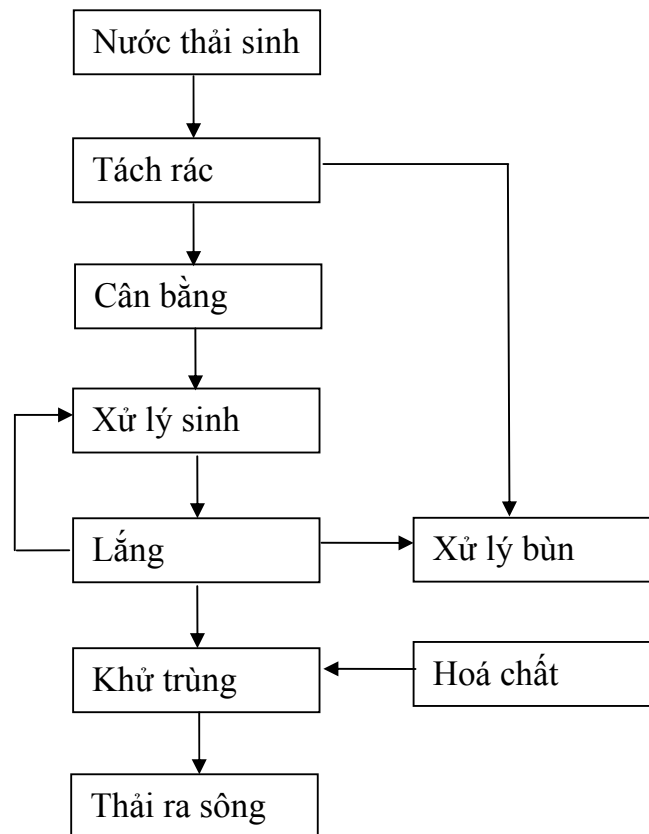 Nước thải sinh
Tách rác
Cân bằng
Xử lý sinh
Lắng
Xử lý bùn
Khử trùng
Hoá chất
Thải ra sông